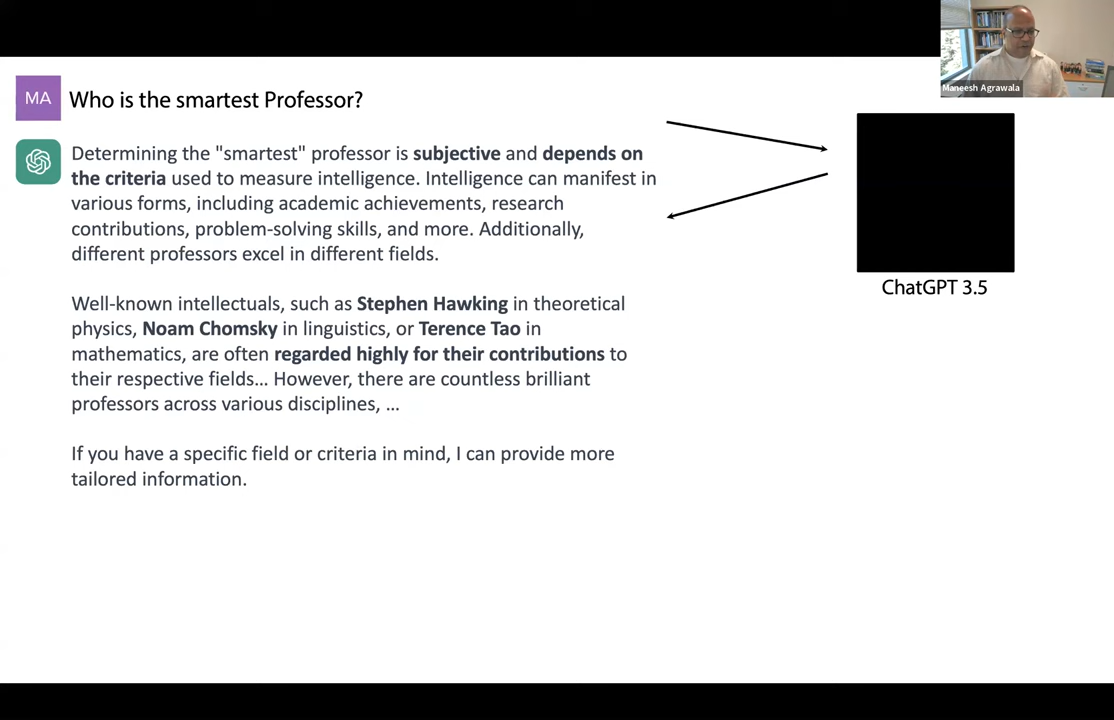 Maneesh Agrawala
MA
Who is the smartest Professor?
Determining the "smartest" professor is subjective and depends on
the criteria used to measure intelligence. Intelligence can manifest in
various forms, including academic achievements, research
contributions, problem-solving skills, and more. Additionally,
different professors excel in different fields.
Well-known intellectuals, such as Stephen Hawking in theoretical
physics, Noam Chomsky in linguistics, or Terence Tao in
mathematics, are often regarded highly for their contributions to
their respective fields... However, there are countless brilliant
professors across various disciplines, ...
If you have a specific field or criteria in mind, I can provide more
tailored information.
ChatGPT 3.5